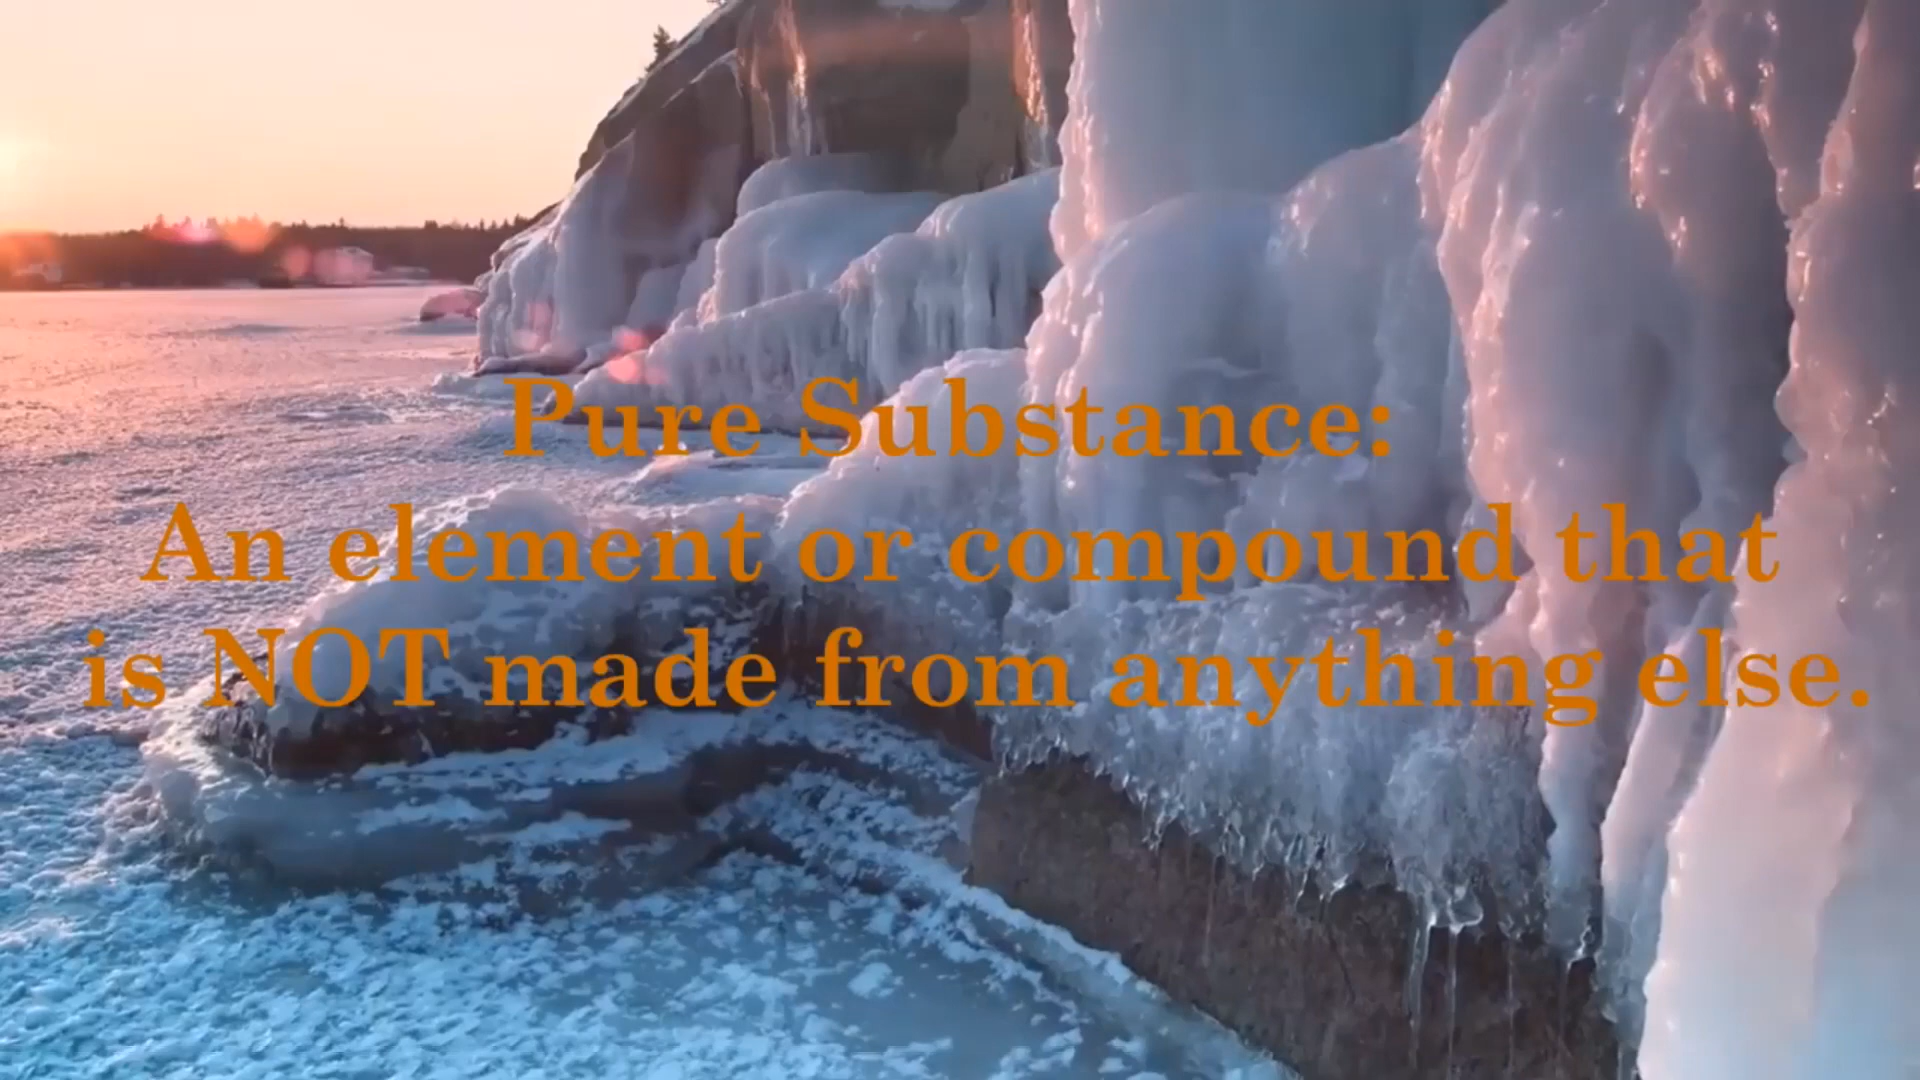 Pure Substance:
An element or compound that
is NOT made from anything else.